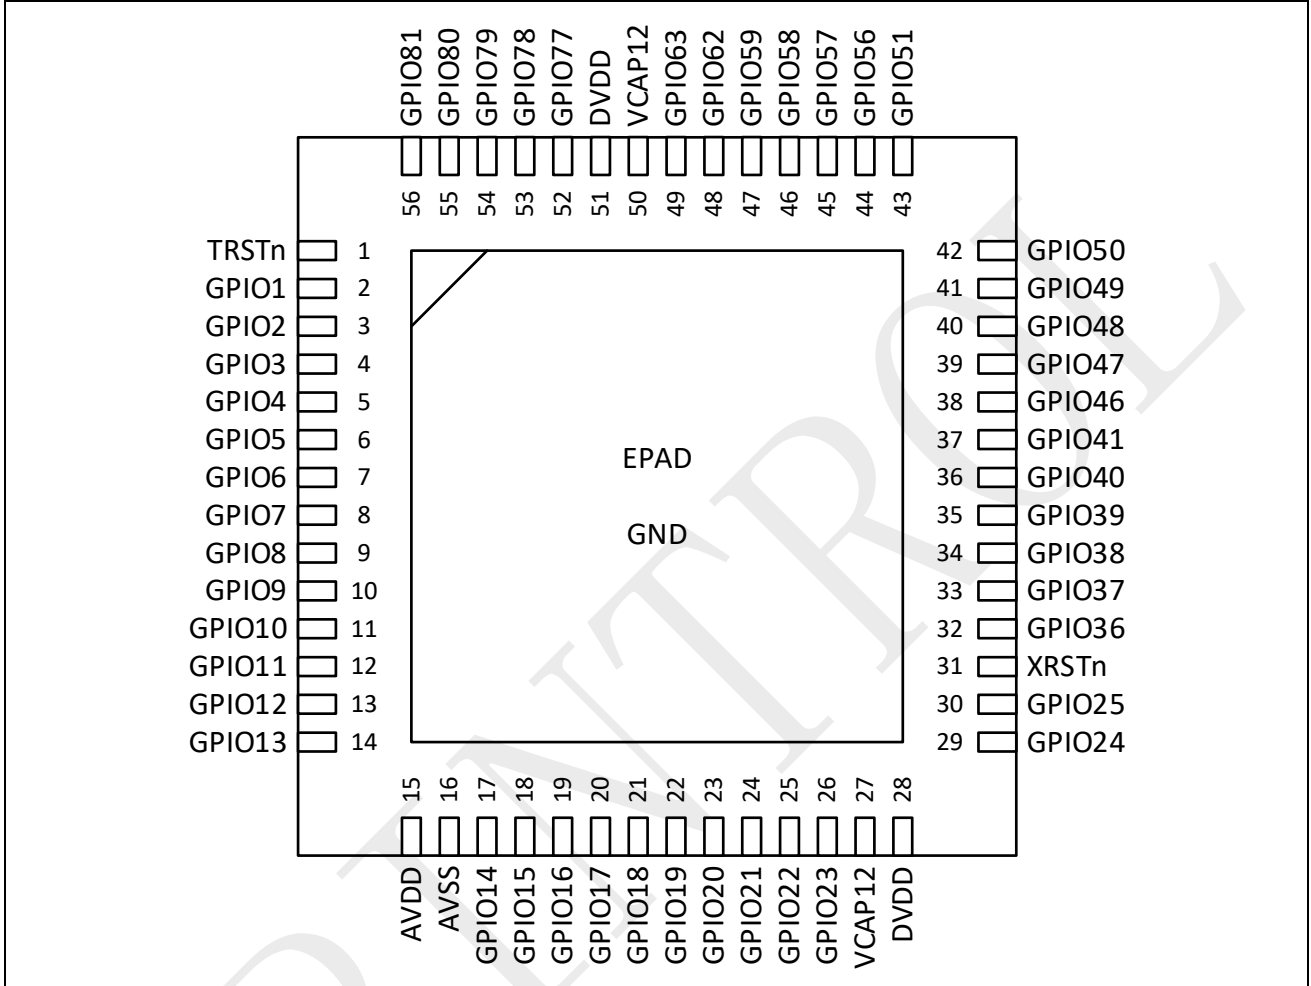 GPIO81
GPIO80
GPIO79
GPIO78
GPIO77
DVDD
VCAP12
GPIO63
GPIO62
GPIO59
GPIO58
GPIO57
GPIO56
GPIO51
56
55
54
53
52
51
50
49
48
47
46
45
44
43
TRSTn 1
GPIO1 2
GPIO2 3
GPIO3 4
GPIO4 5
GPIO5 6
GPIO6 7
GPIO7 8
GPIO8 9
GPIO9 10
GPIO10 11
GPIO11 12
GPIO12 13
GPIO13 14
EPAD
GND
42 GPIO50
41 GPIO49
40 GPIO48
39 GPIO47
38 GPIO46
37 GPIO41
36 GPIO40
35 GPIO39
34 GPIO38
33 GPIO37
32 GPIO36
31 XRSTn
30 GPIO25
29 GPIO24
15
16
17
18
19
20
21
22
23
24
25
26
27
28
AVDD
AVSS
GPIO14
GPIO15
GPIO16
GPIO17
GPIO18
GPIO19
GPIO20
GPIO21
GPIO22
GPIO23
VCAP12
DVDD